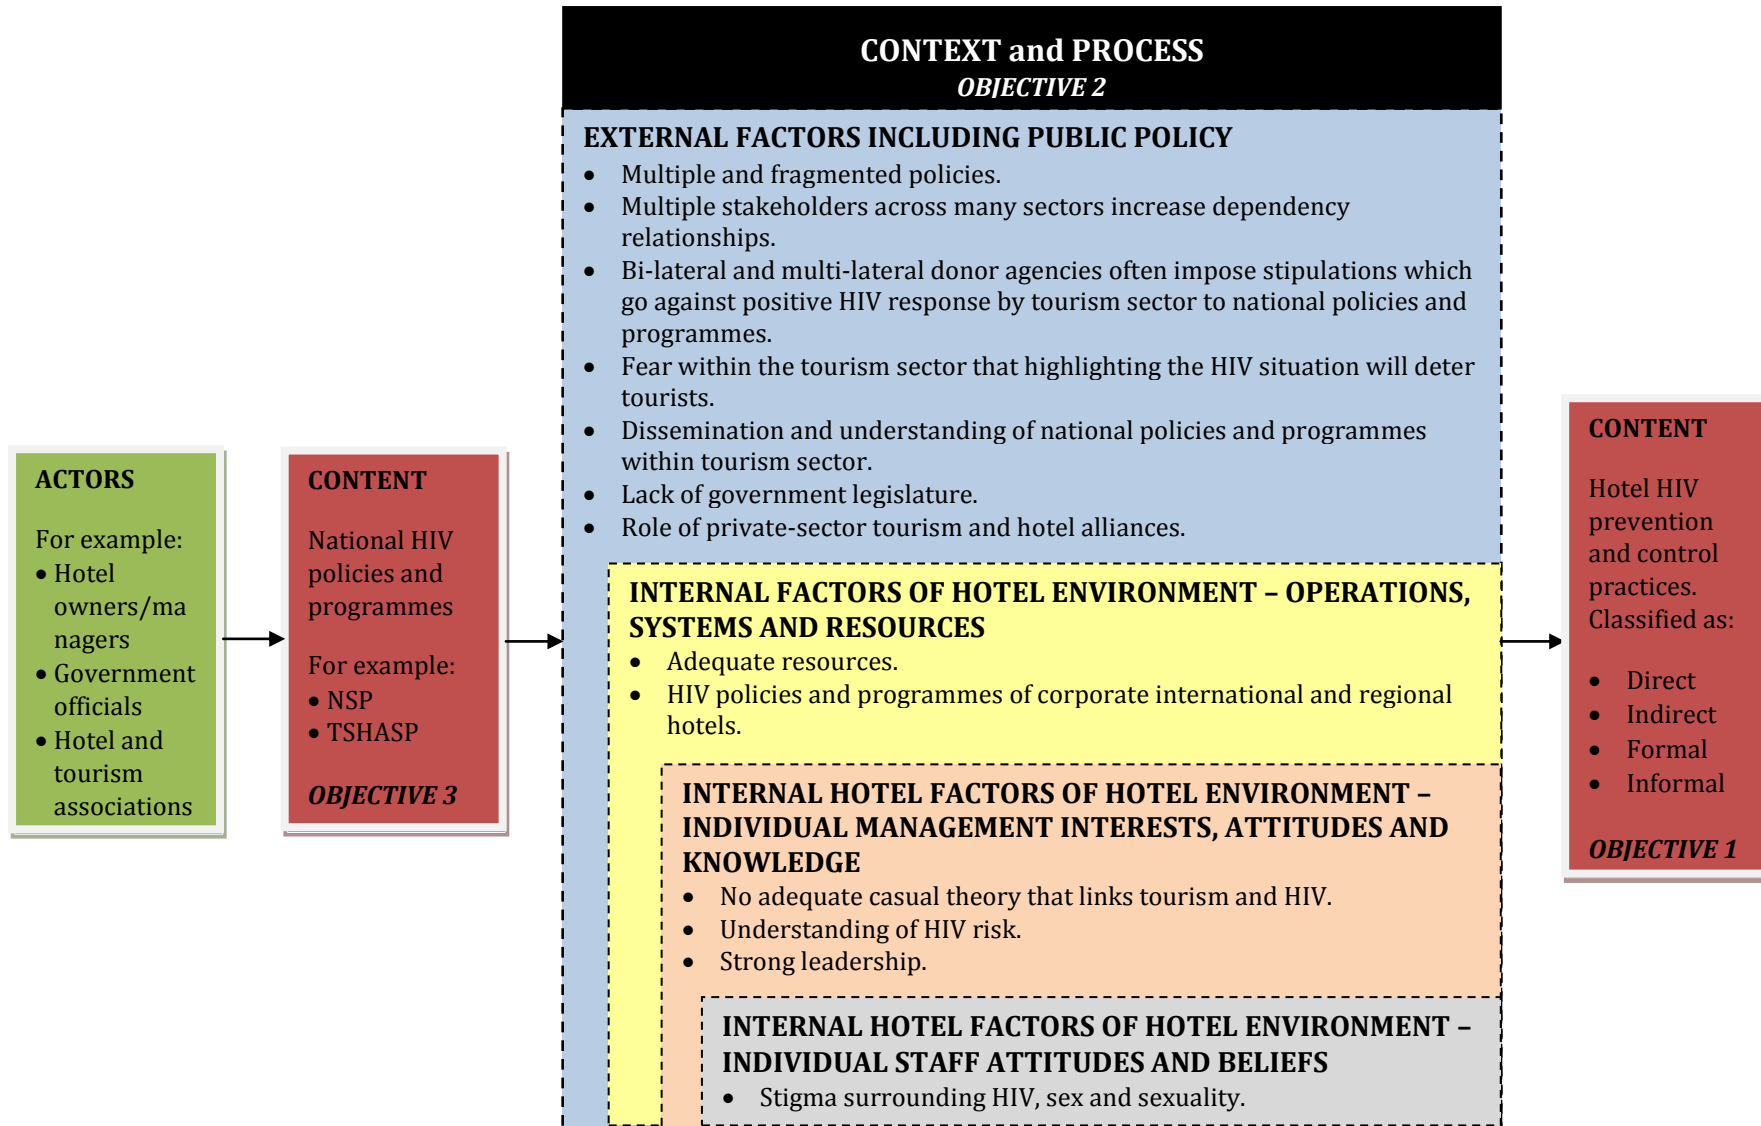 CONTEXT and PROCESS
OBJECTIVE 2
EXTERNAL FACTORS INCLUDING PUBLIC POLICY
• Multiple and fragmented policies.
• Multiple stakeholders across many sectors increase dependency
relationships.
• Bi-lateral and multi-lateral donor agencies often impose stipulations which
go against positive HIV response by tourism sector to national policies and
programmes.
• Fear within the tourism sector that highlighting the HIV situation will deter
tourists.
• Dissemination and understanding of national policies and programmes
within tourism sector.
• Lack of government legislature.
• Role of private-sector tourism and hotel alliances.
INTERNAL FACTORS OF HOTEL ENVIRONMENT – OPERATIONS,
SYSTEMS AND RESOURCES
• Adequate resources.
• HIV policies and programmes of corporate international and regional
hotels.
INTERNAL HOTEL FACTORS OF HOTEL ENVIRONMENT –
INDIVIDUAL MANAGEMENT INTERESTS, ATTITUDES AND
KNOWLEDGE
• No adequate casual theory that links tourism and HIV.
• Understanding of HIV risk.
• Strong leadership.
INTERNAL HOTEL FACTORS OF HOTEL ENVIRONMENT –
INDIVIDUAL STAFF ATTITUDES AND BELIEFS
• Stigma surrounding HIV, sex and sexuality.
ACTORS
For example:
• Hotel
owners/ma
nagers
• Government
officials
• Hotel and
tourism
associations
CONTENT
National HIV
policies and
programmes
For example:
• NSP
• TSHASP
OBJECTIVE 3
CONTENT
Hotel HIV
prevention
and control
practices.
Classified as:
• Direct
• Indirect
• Formal
• Informal
OBJECTIVE 1